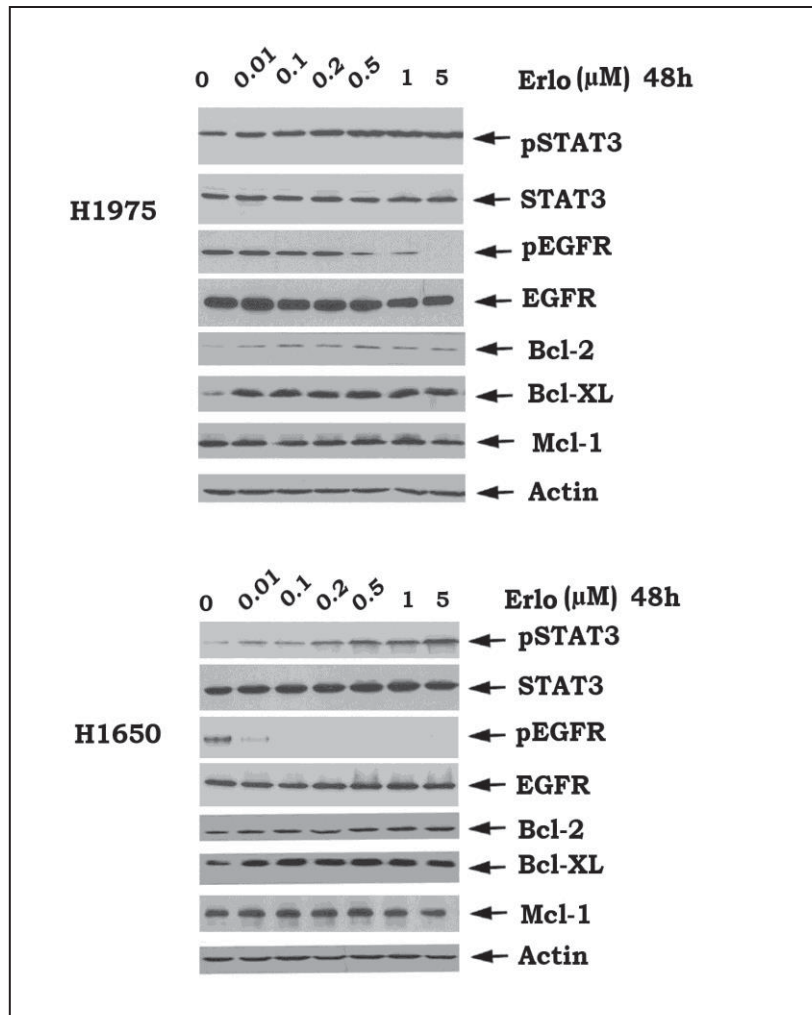 0 0.01 0.1 0.2 0.5 1 5 Erlo (µM) 48h
pSTAT3
STAT3
H1975
pEGFR
EGFR
Bcl-2
Bcl-XL
Mcl-1
Actin
0 0.01 0.1 0.2 0.5 1 5 Erlo (µM) 48h
pSTAT3
STAT3
H1650
pEGFR
EGFR
Bcl-2
Bcl-XL
Mcl-1
Actin